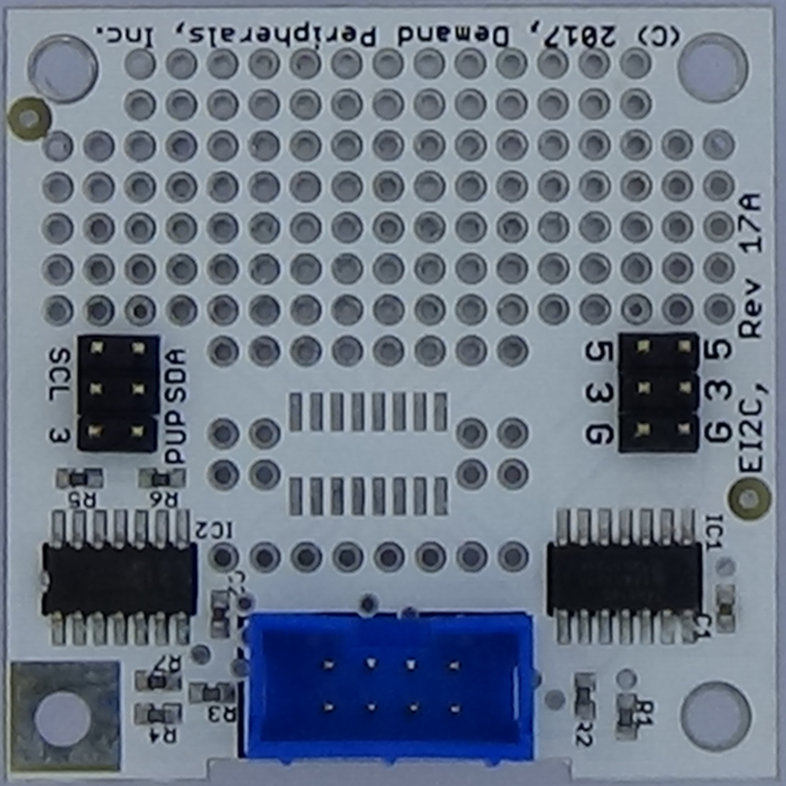 (C) 2017, Demand Peripherals, Inc.
EI2C, Rev 17A
SCL
SDA
3
PUP
5
5
3
3
G
G
R5
R6
IC2
IC1
C1
R7
R3
R4
R2
R1